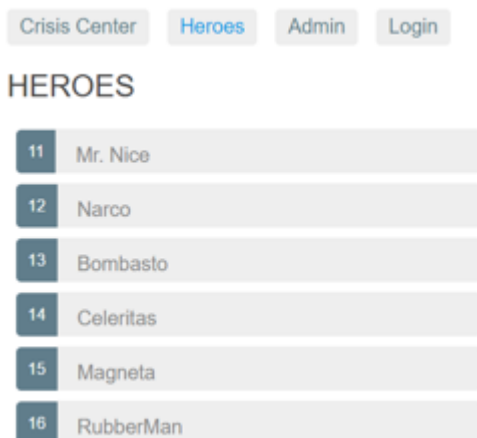 Crisis Center Heroes Admin Login
HEROES
11 Mr. Nice
12 Narco
13 Bombasto
14 Celeritas
15 Magneta
16 RubberMan